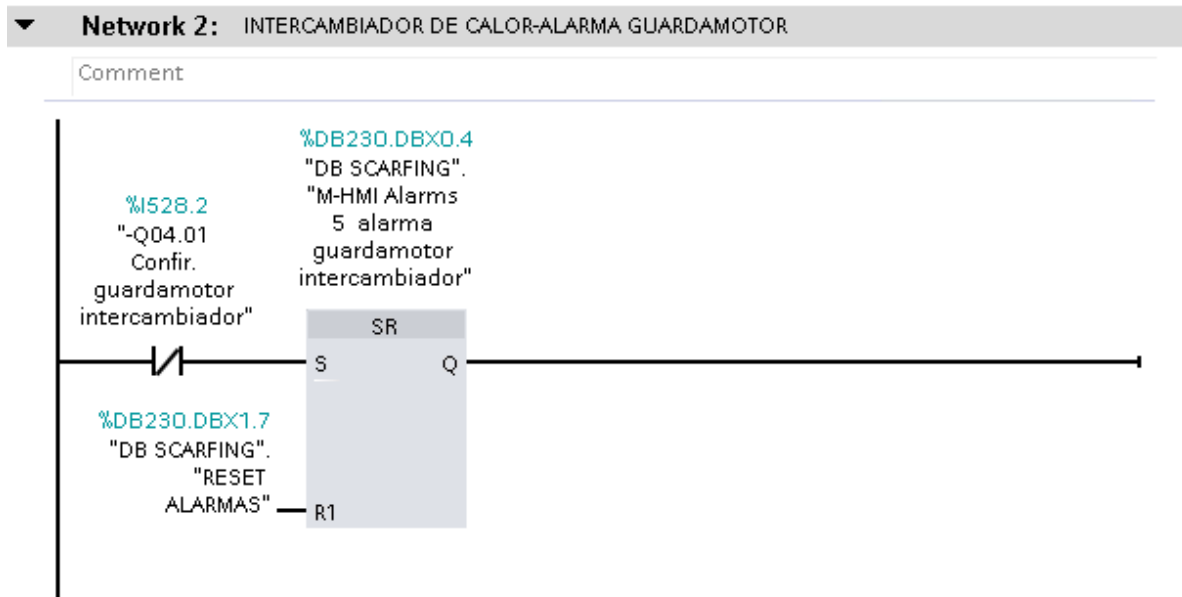 Network 2: INTERCAMBIADOR DE CALOR-ALARMA GUARDAMOTOR
Comment
%DB230.DBX0.4
"DB SCARFING".
"M-HMI Alarms
5 alarma
guardamotor
intercambiador"
%I528.2
"-Q04.01
Confir.
guardamotor
intercambiador"
SR
S Q
%DB230.DBX1.7
"DB SCARFING".
"RESET
ALARMAS"
R1